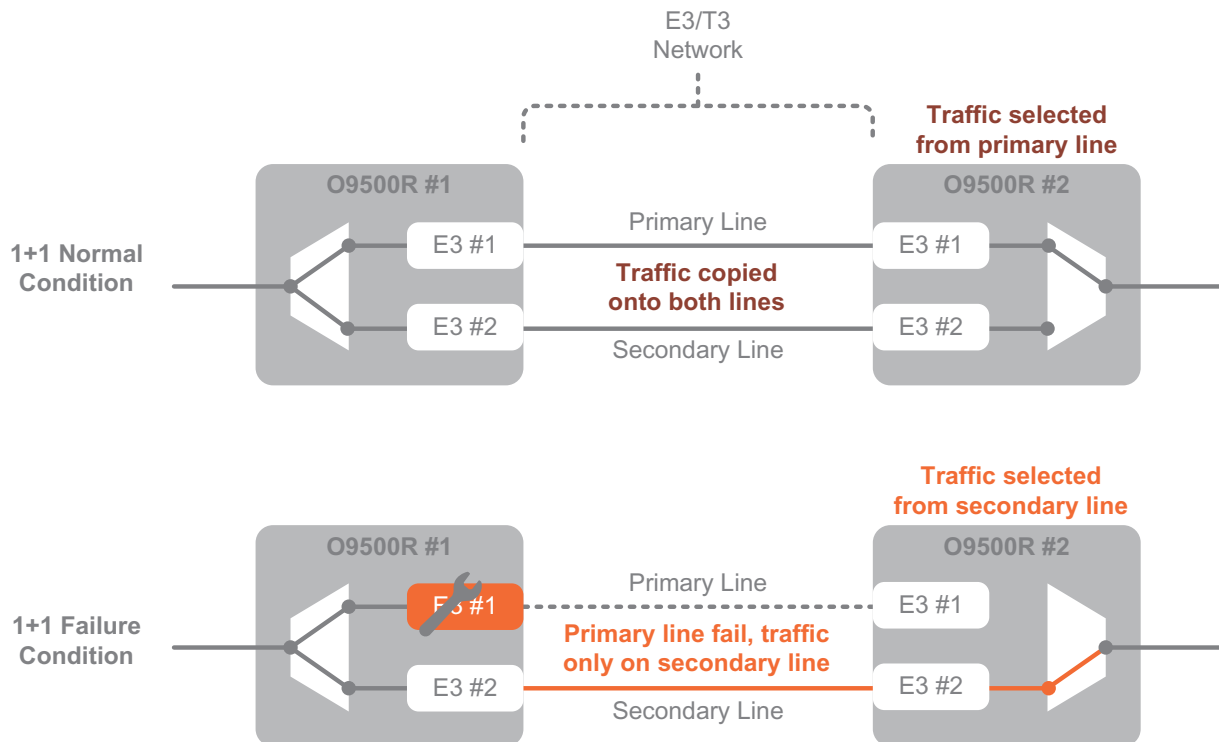 E3/T3
Network
Traffic selected
from primary line
O9500R #1
O9500R #2
Primary Line
E3 #1
E3 #1
1+1 Normal
Condition
Traffic copied
onto both lines
E3 #2
E3 #2
Secondary Line
Traffic selected
from secondary line
O9500R #1
O9500R #2
Primary Line
E3 #1
E3 #1
1+1 Failure
Condition
Primary line fail, traffic
only on secondary line
E3 #2
E3 #2
Secondary Line